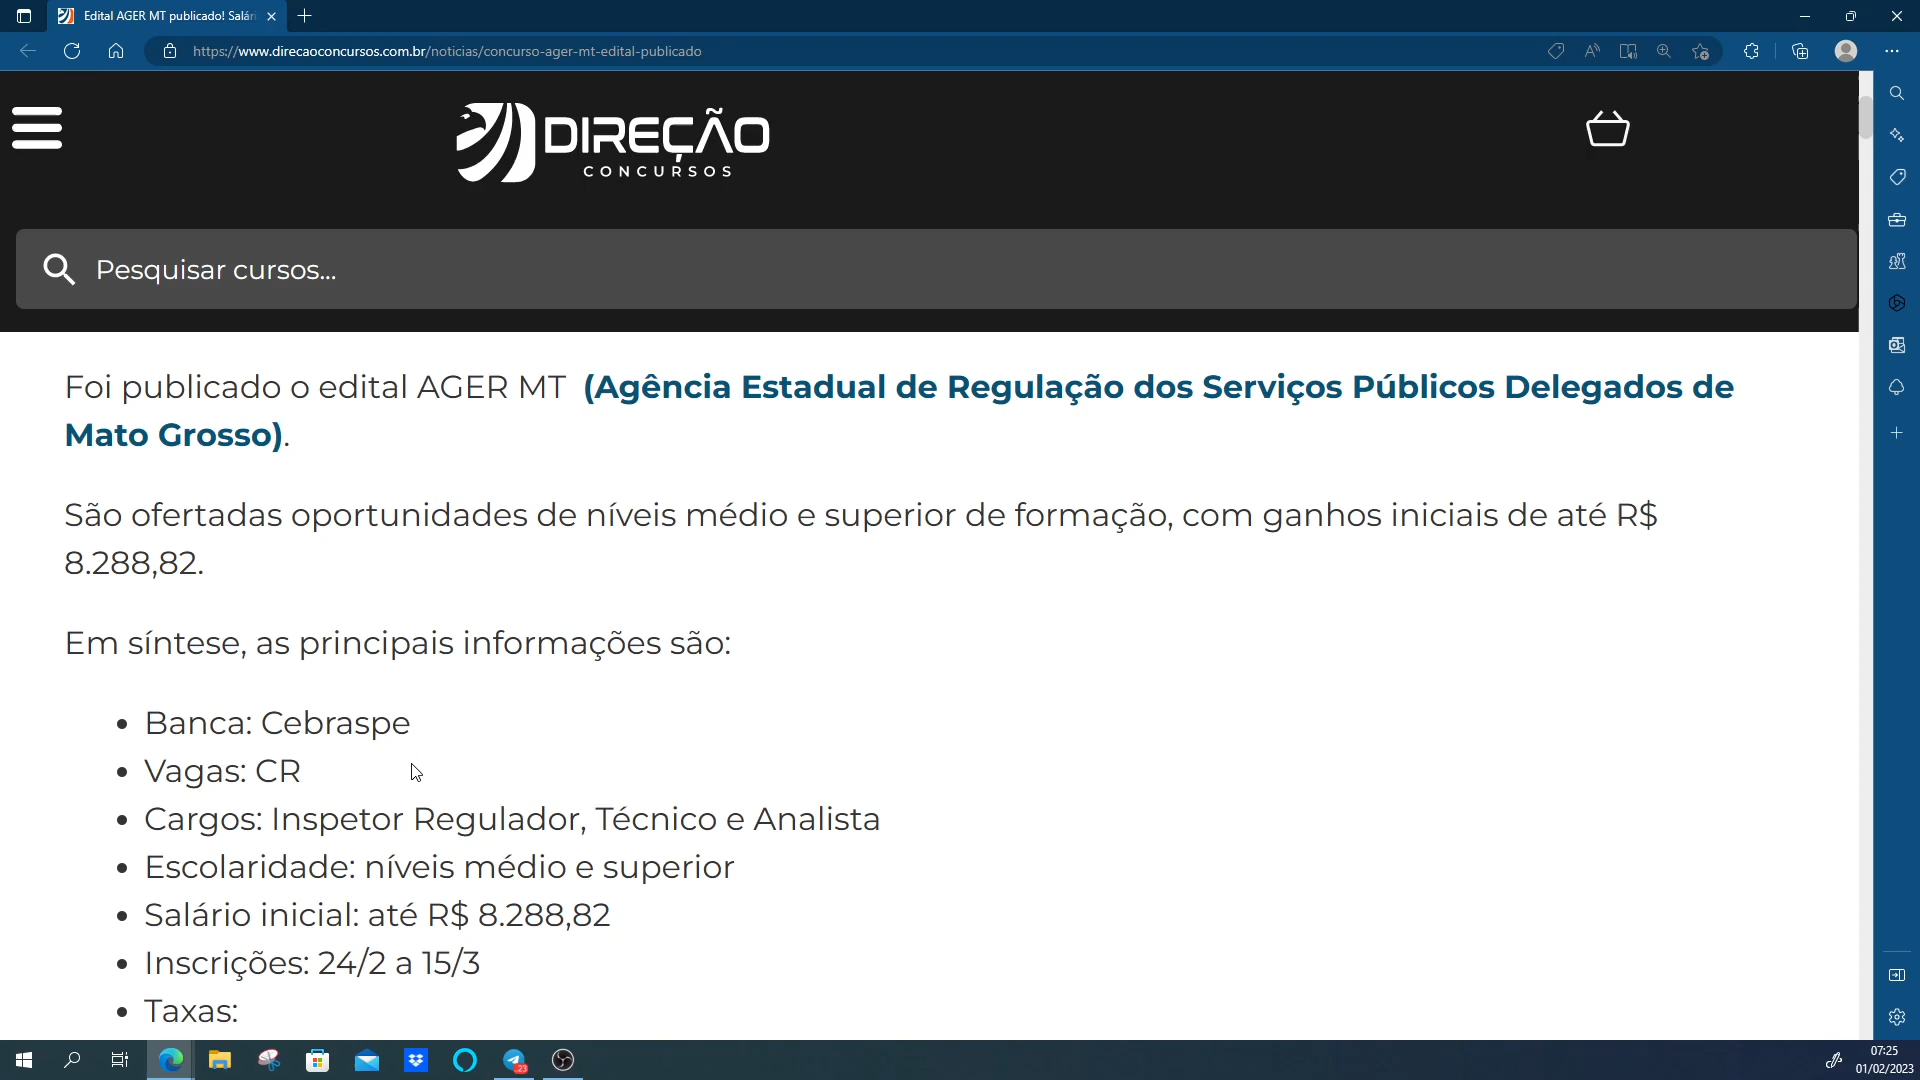 Edital AGER MT publicado! Salári
https://www.direcaoconcursos.com.br/noticias/concurso-ager-mt-edital-publicado
DIREÇÃO
CONCURSOS
Pesquisar cursos...
Foi publicado o edital AGER MT (Agência Estadual de Regulação dos Serviços Públicos Delegados de
Mato Grosso).
São ofertadas oportunidades de níveis médio e superior de formação, com ganhos iniciais de até R$
8.288,82.
Em síntese, as principais informações são:
• Banca: Cebraspe
• Vagas: CR
• Cargos: Inspetor Regulador, Técnico e Analista
• Escolaridade: níveis médio e superior
• Salário inicial: até R$ 8.288,82
• Inscrições: 24/2 a 15/3
• Taxas:
23
07:25
01/02/2023